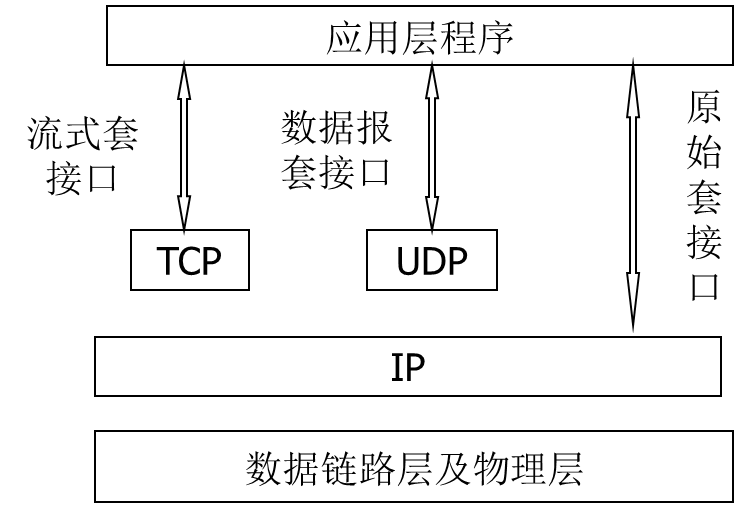 应用层程序
流式套
接口
数据报
套接口
原
始
套
接
口
TCP
UDP
IP
数据链路层及物理层